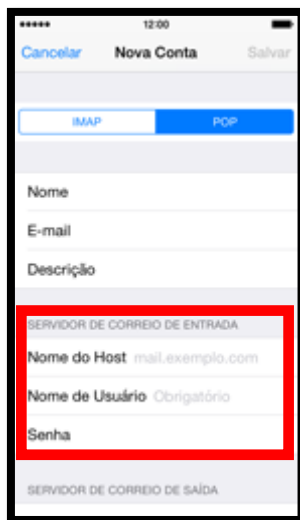 12:00
Cancelar Nova Conta Salvar
IMAP POP
Nome
E-mail
Descrição
SERVIDOR DE CORREIO DE ENTRADA
Nome do Host mail.exemplo.com
Nome de Usuário Obrigatório
Senha
SERVIDOR DE CORREIO DE SAÍDA